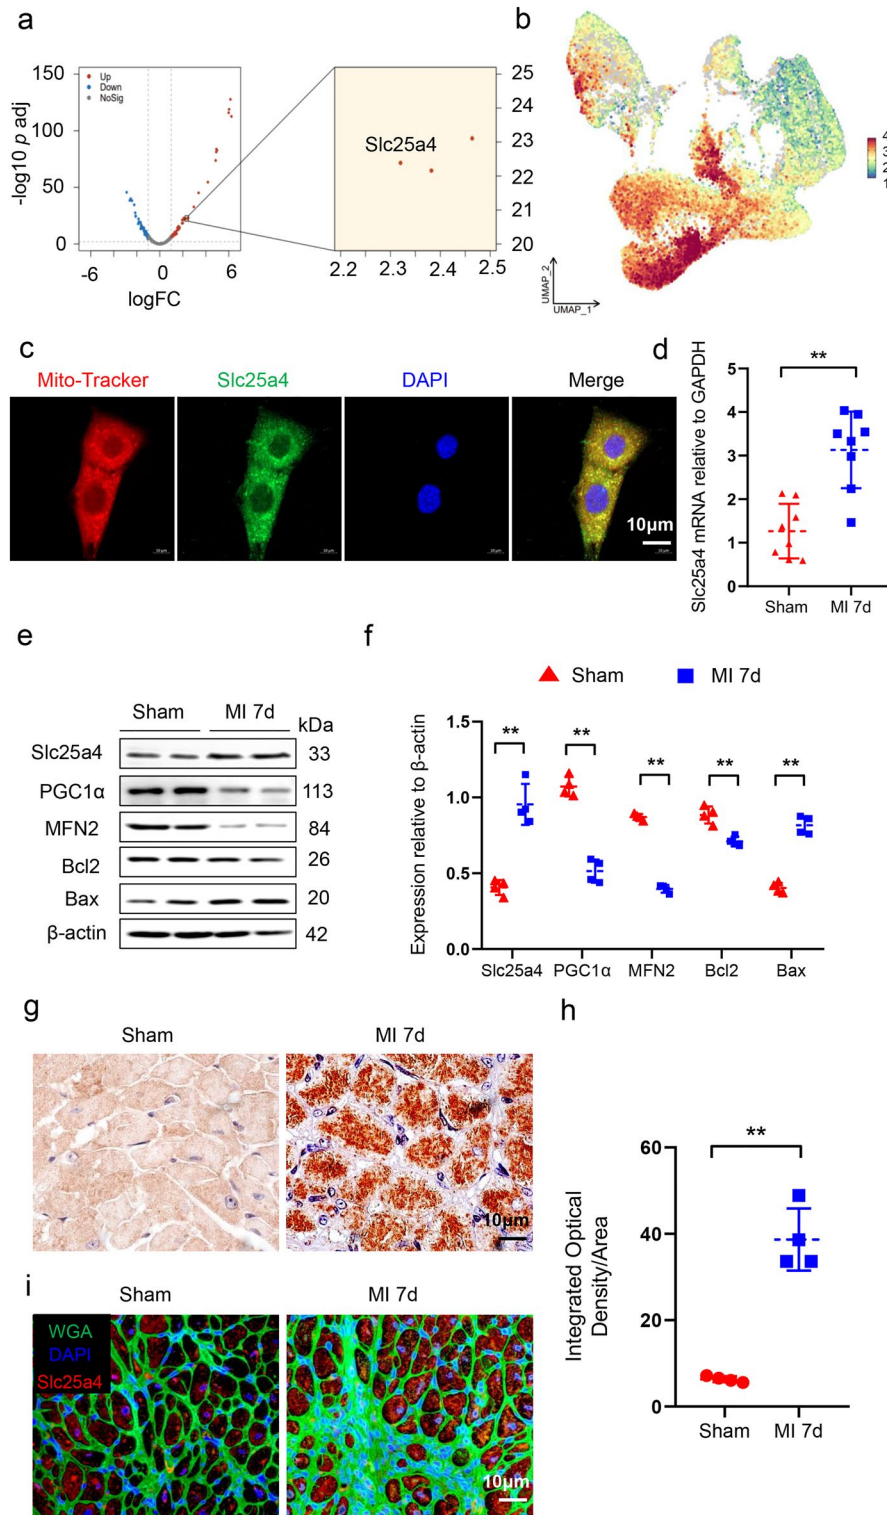 a
150
100
50
0
-log10 p adj
Up
Down
NoSig
-6
0
6
logFC
Slc25a4
25
24
23
22
21
20
2.2
2.3
2.4
2.5
b
4
3
2
1
UMAP_2
UMAP_1
c
Mito-Tracker
Slc25a4
DAPI
Merge
10μm
d
Slc25a4 mRNA relative to GAPDH
5
4
3
2
1
0
**
Sham
MI 7d
e
Sham
MI 7d
kDa
Slc25a4
33
PGC1α
113
MFN2
84
Bcl2
26
Bax
20
β-actin
42
f
Sham
MI 7d
Expression relative to β-actin
1.5
1.0
0.5
0.0
**
**
**
**
**
Slc25a4
PGC1α
MFN2
Bcl2
Bax
g
Sham
MI 7d
10μm
h
Integrated Optical
Density/Area
60
40
20
0
**
Sham
MI 7d
i
Sham
MI 7d
WGA
DAPI
Slc25a4
10μm